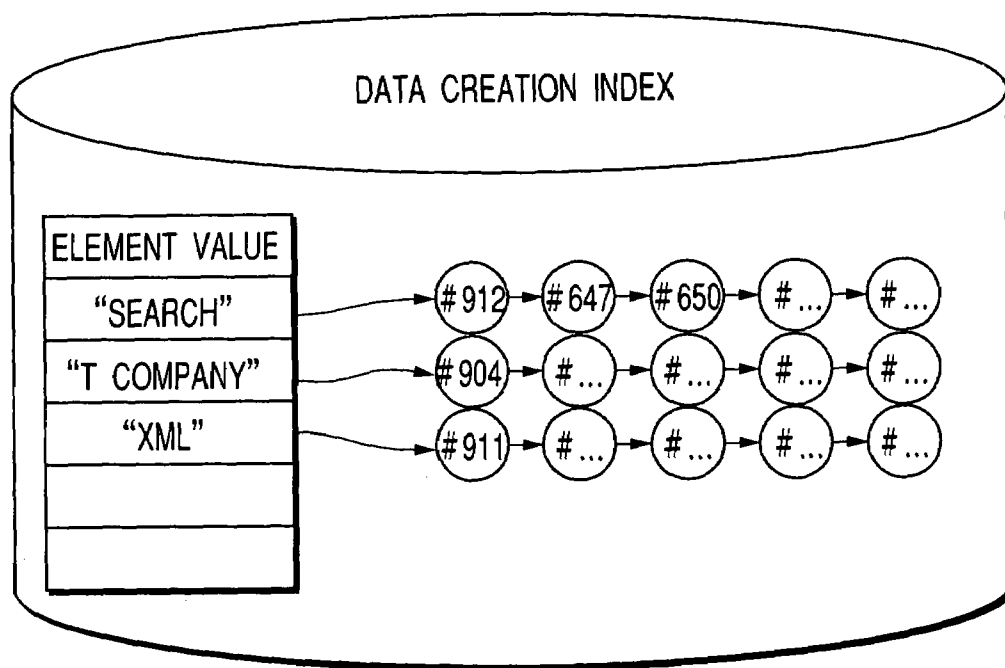 DATA CREATION INDEX
ELEMENT VALUE
“SEARCH” #912 #647 #650 #... #...
“T COMPANY” #904 #... #... #... #...
“XML” #911 #... #... #... #...